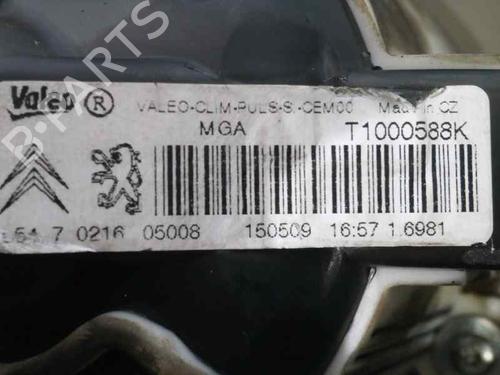 Valeo ® VALEO-CLIM-PULS-S.-CEM00 Made in CZ
MGA T1000588K
7 0216 05008 150509 16:57 1.6981
B-PARTS